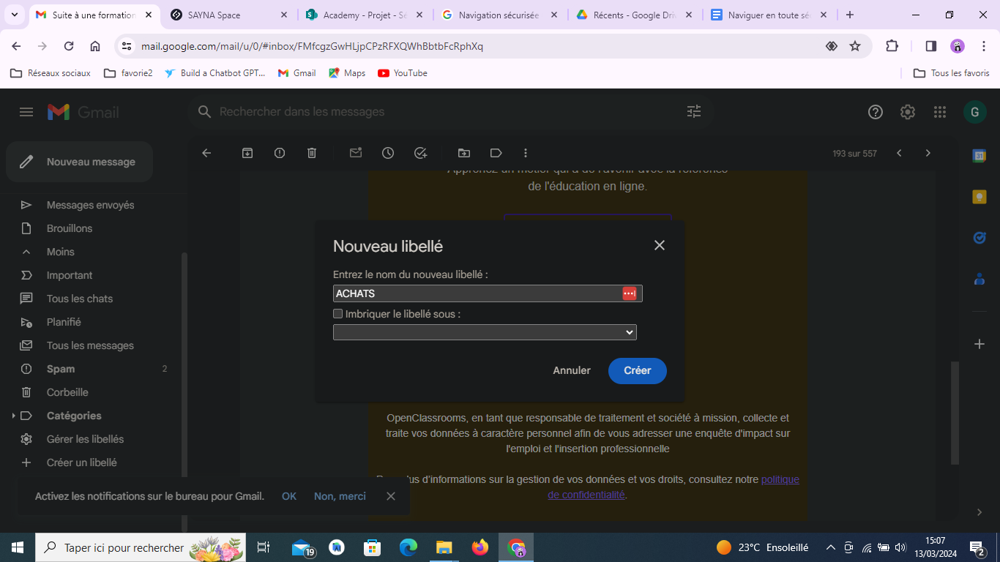 Suite à une formation
SAYNA Space
Academy - Projet - Sé
Navigation sécurisée
Récents - Google Dri
Naviguer en toute sé
mail.google.com/mail/u/0/#inbox/FMfcgzGwHLjpCPzRFXQWhBbtbFcRphXq
Réseaux sociaux
favorie2
Build a Chatbot GPT...
Gmail
Maps
YouTube
Tous les favoris
Gmail
Rechercher dans les messages
G
Nouveau message
193 sur 557
31
Messages envoyés
Brouillons
Moins
Important
Tous les chats
Planifié
Tous les messages
Spam 2
Corbeille
Catégories
Gérer les libellés
Créer un libellé
Apprenez un métier qui a de l'avenir avec la référence
de l'éducation en ligne.
Nouveau libellé
Entrez le nom du nouveau libellé :
ACHATS
Imbriquer le libellé sous :
Annuler
Créer
OpenClassrooms, en tant que responsable de traitement et société à mission, collecte et
traite vos données à caractère personnel afin de vous adresser une enquête d'impact sur
l'emploi et l'insertion professionnelle
lus d'informations sur la gestion de vos données et vos droits, consultez notre politique
de confidentialité.
Activez les notifications sur le bureau pour Gmail.
OK
Non, merci
Taper ici pour rechercher
19
23°C Ensoleillé
15:07
13/03/2024
2